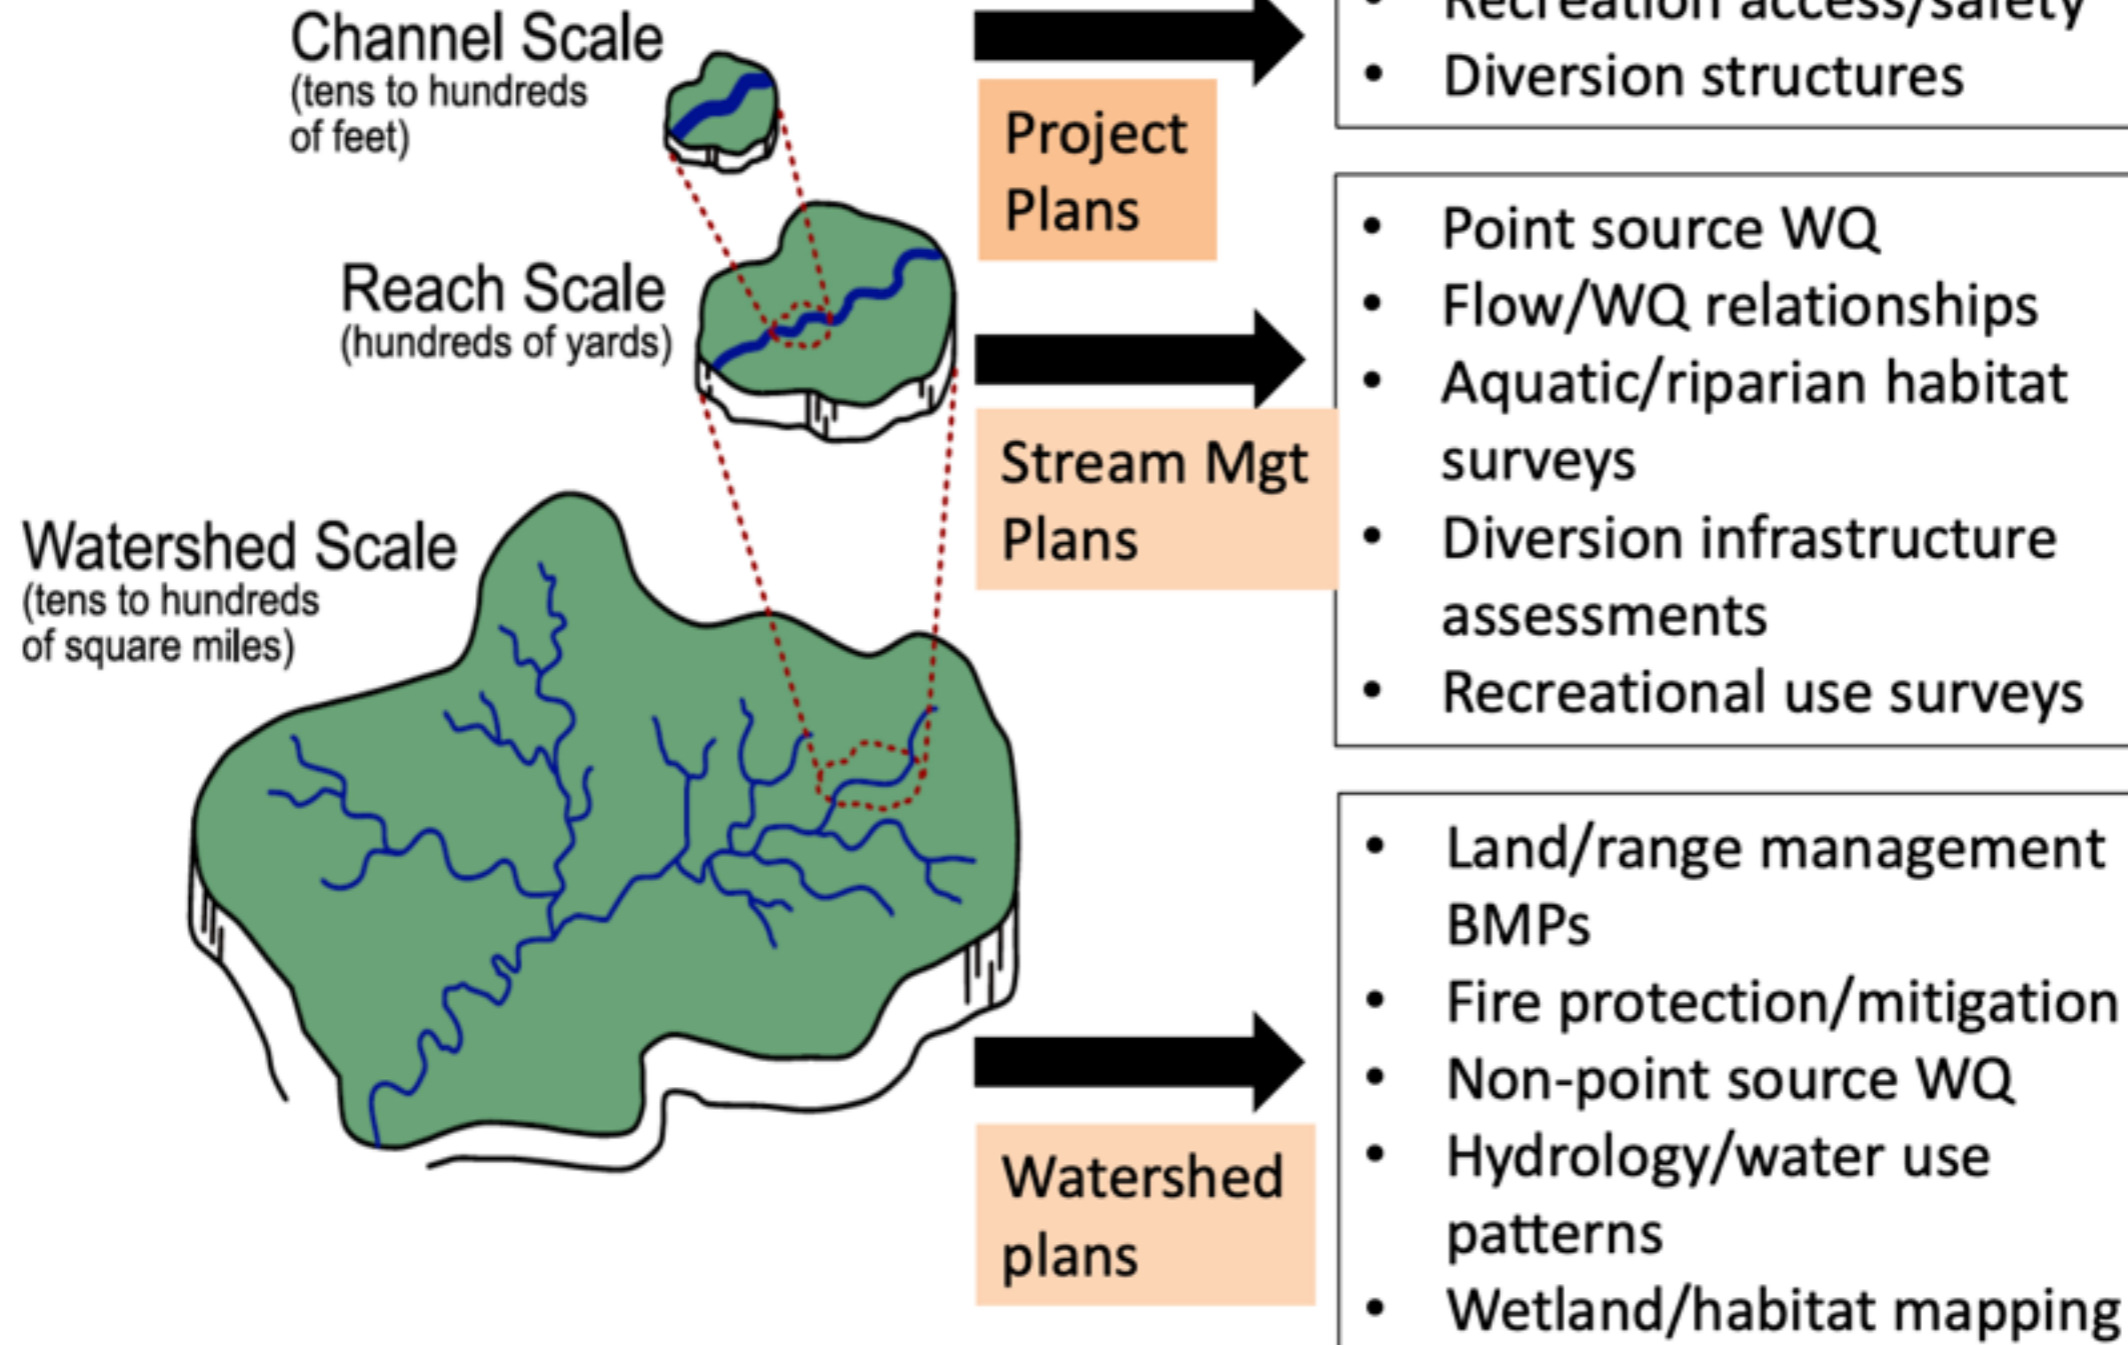 Channel Scale
(tens to hundreds
of feet)
Reach Scale
(hundreds of yards)
Watershed Scale
(tens to hundreds
of square miles)
Project
Plans
Stream Mgt
Plans
Watershed
plans
• Recreation access/safety
• Diversion structures
• Point source WQ
• Flow/WQ relationships
• Aquatic/riparian habitat
surveys
• Diversion infrastructure
assessments
• Recreational use surveys
• Land/range management
BMPs
• Fire protection/mitigation
• Non-point source WQ
• Hydrology/water use
patterns
• Wetland/habitat mapping